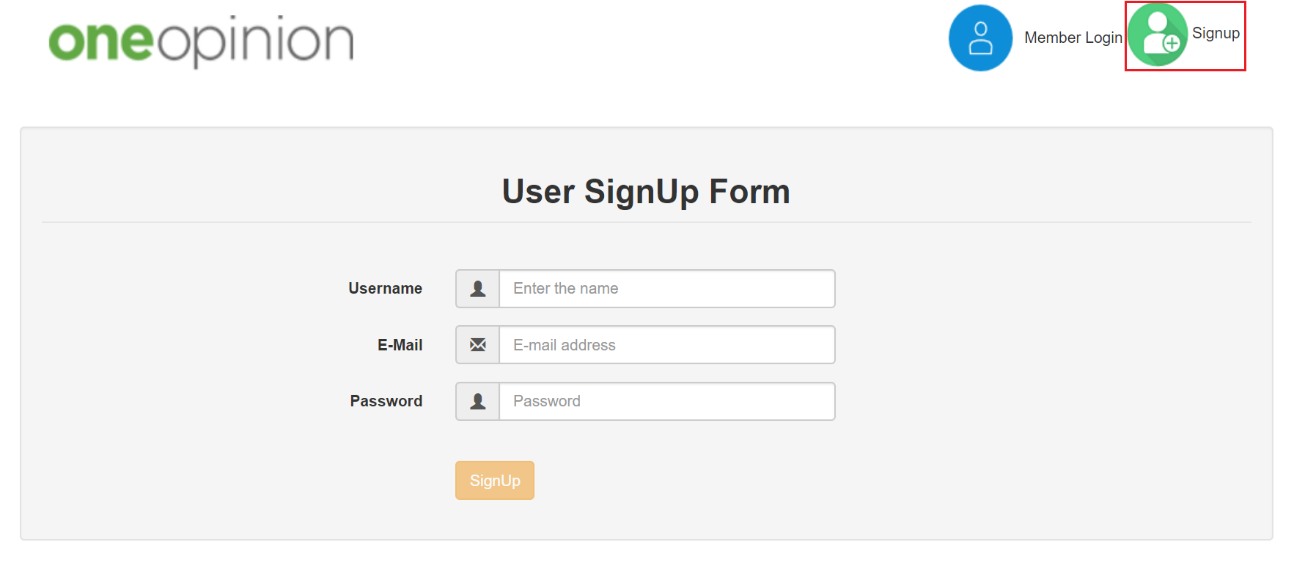 oneopinion
Member Login
Signup
User SignUp Form
Username
Enter the name
E-Mail
E-mail address
Password
Password
SignUp